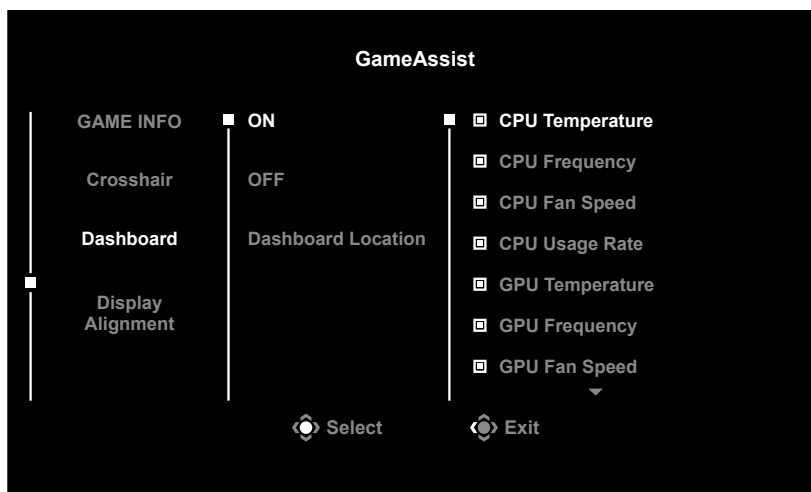 GameAssist
GAME INFO
Crosshair
Dashboard
Display
Alignment
ON
OFF
Dashboard Location
CPU Temperature
CPU Frequency
CPU Fan Speed
CPU Usage Rate
GPU Temperature
GPU Frequency
GPU Fan Speed
Select
Exit